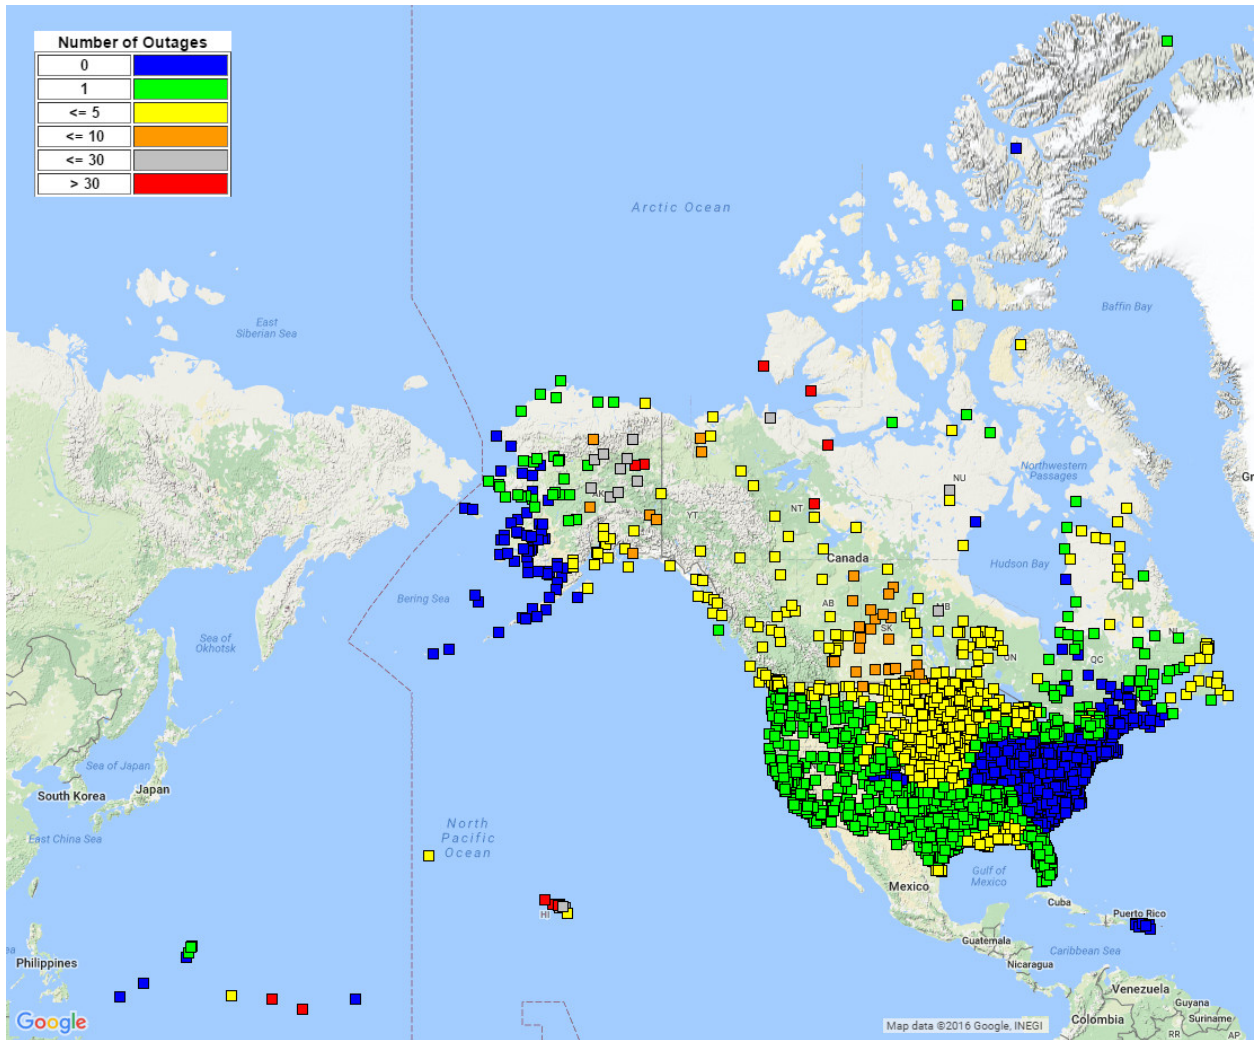 Number of Outages
0
1
<= 5
<= 10
<= 30
> 30
Arctic Ocean
East
Siberian Sea
Baffin Bay
Northwestern
Passages
NU
AK
YT
NT
Canada
Hudson Bay
Bering Sea
Sea of
Okhotsk
AB
MB
SK
ON
QC
NL
Sea of Japan
South Korea
Japan
East China Sea
North
Pacific
Ocean
HI
Mexico
Gulf of
Mexico
Cuba
Puerto Rico
Guatemala
Caribbean Sea
Nicaragua
Philippines
Venezuela
Guyana
Colombia
Suriname
RR
AP
Google
Map data ©2016 Google, INEGI